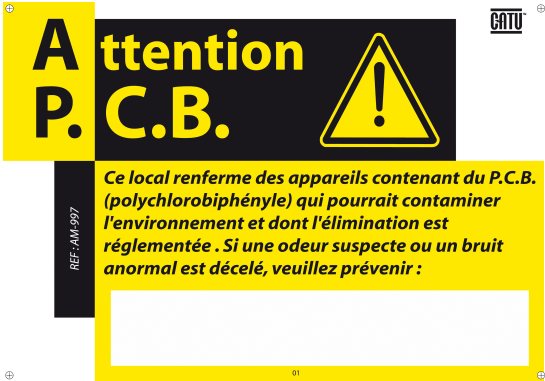 CATU
Attention
P. C.B.
Ce local renferme des appareils contenant du P.C.B.
(polychlorobiphényle) qui pourrait contaminer
l'environnement et dont l'élimination est
réglementée . Si une odeur suspecte ou un bruit
anormal est décelé, veuillez prévenir :
REF : AM-997
01